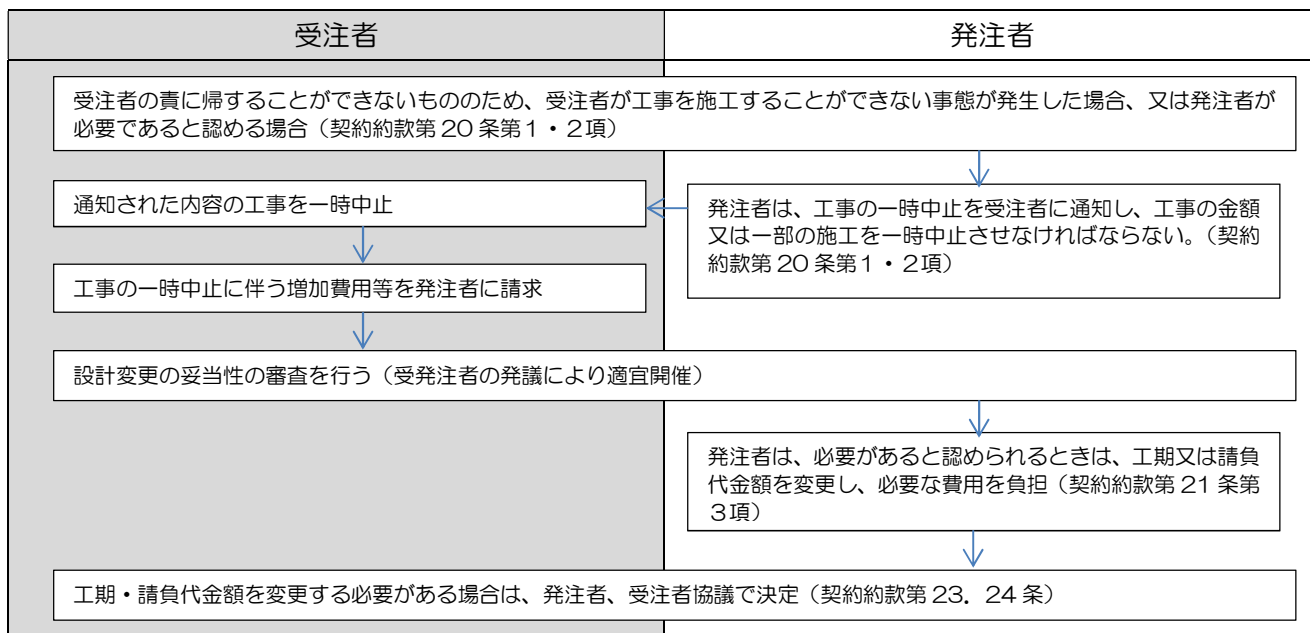 受注者
発注者
受注者の責に帰することができないもののため、受注者が工事を施工することができない事態が発生した場合、又は発注者が
必要であると認める場合（契約約款第20条第１・２項）
通知された内容の工事を一時中止
発注者は、工事の一時中止を受注者に通知し、工事の金額
又は一部の施工を一時中止させなければならない。（契約
約款第２０条第１・２項）
工事の一時中止に伴う増加費用等を発注者に請求
設計変更の妥当性の審査を行う（受発注者の発議により適宜開催）
発注者は、必要があると認められるときは、工期又は請負
代金額を変更し、必要な費用を負担（契約約款第21条第
３項）
工期・請負代金額を変更する必要がある場合は、発注者、受注者協議で決定（契約約款第23．24条）